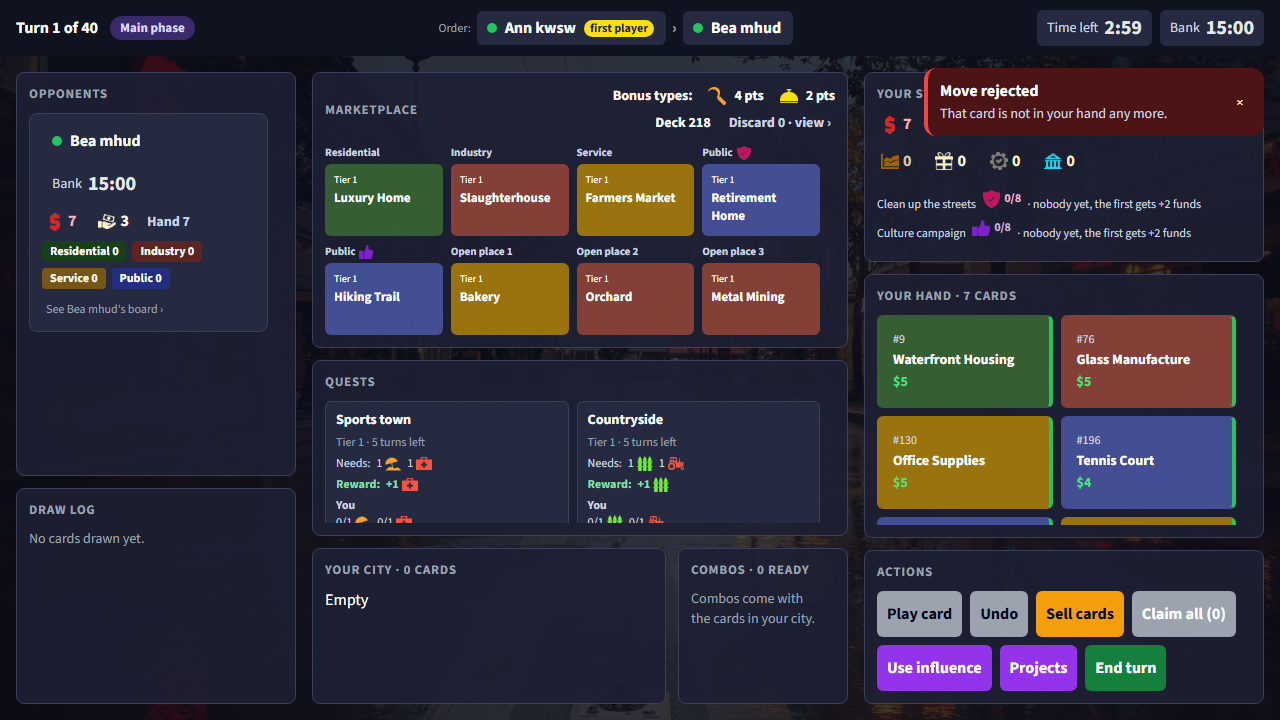 Turn 1 of 40
Main phase
Order:
Ann kwsw
first player
›
Bea mhud
Time left 2:59
Bank 15:00
OPPONENTS
Bea mhud
Bank 15:00
7
3
Hand 7
Residential 0
Industry 0
Service 0
Public 0
See Bea mhud's board ›
DRAW LOG
No cards drawn yet.
MARKETPLACE
Bonus types: 4 pts 2 pts
Deck 218
Discard 0 · view ›
Residential
Tier 1
Luxury Home
Industry
Tier 1
Slaughterhouse
Service
Tier 1
Farmers Market
Public
Tier 1
Retirement
Home
Public
Tier 1
Hiking Trail
Open place 1
Tier 1
Bakery
Open place 2
Tier 1
Orchard
Open place 3
Tier 1
Metal Mining
QUESTS
Sports town
Tier 1 · 5 turns left
Needs: 1 1
Reward: +1
You
0/1 0/1
Countryside
Tier 1 · 5 turns left
Needs: 1 1
Reward: +1
You
0/1 0/1
YOUR CITY · 0 CARDS
Empty
COMBOS · 0 READY
Combos come with
the cards in your city.
YOUR S
Move rejected
That card is not in your hand any more.
×
7
0
0
0
0
Clean up the streets 0/8 · nobody yet, the first gets +2 funds
Culture campaign 0/8 · nobody yet, the first gets +2 funds
YOUR HAND · 7 CARDS
#9
Waterfront Housing
$5
#76
Glass Manufacture
$5
#130
Office Supplies
$5
#196
Tennis Court
$4
ACTIONS
Play card
Undo
Sell cards
Claim all (0)
Use influence
Projects
End turn